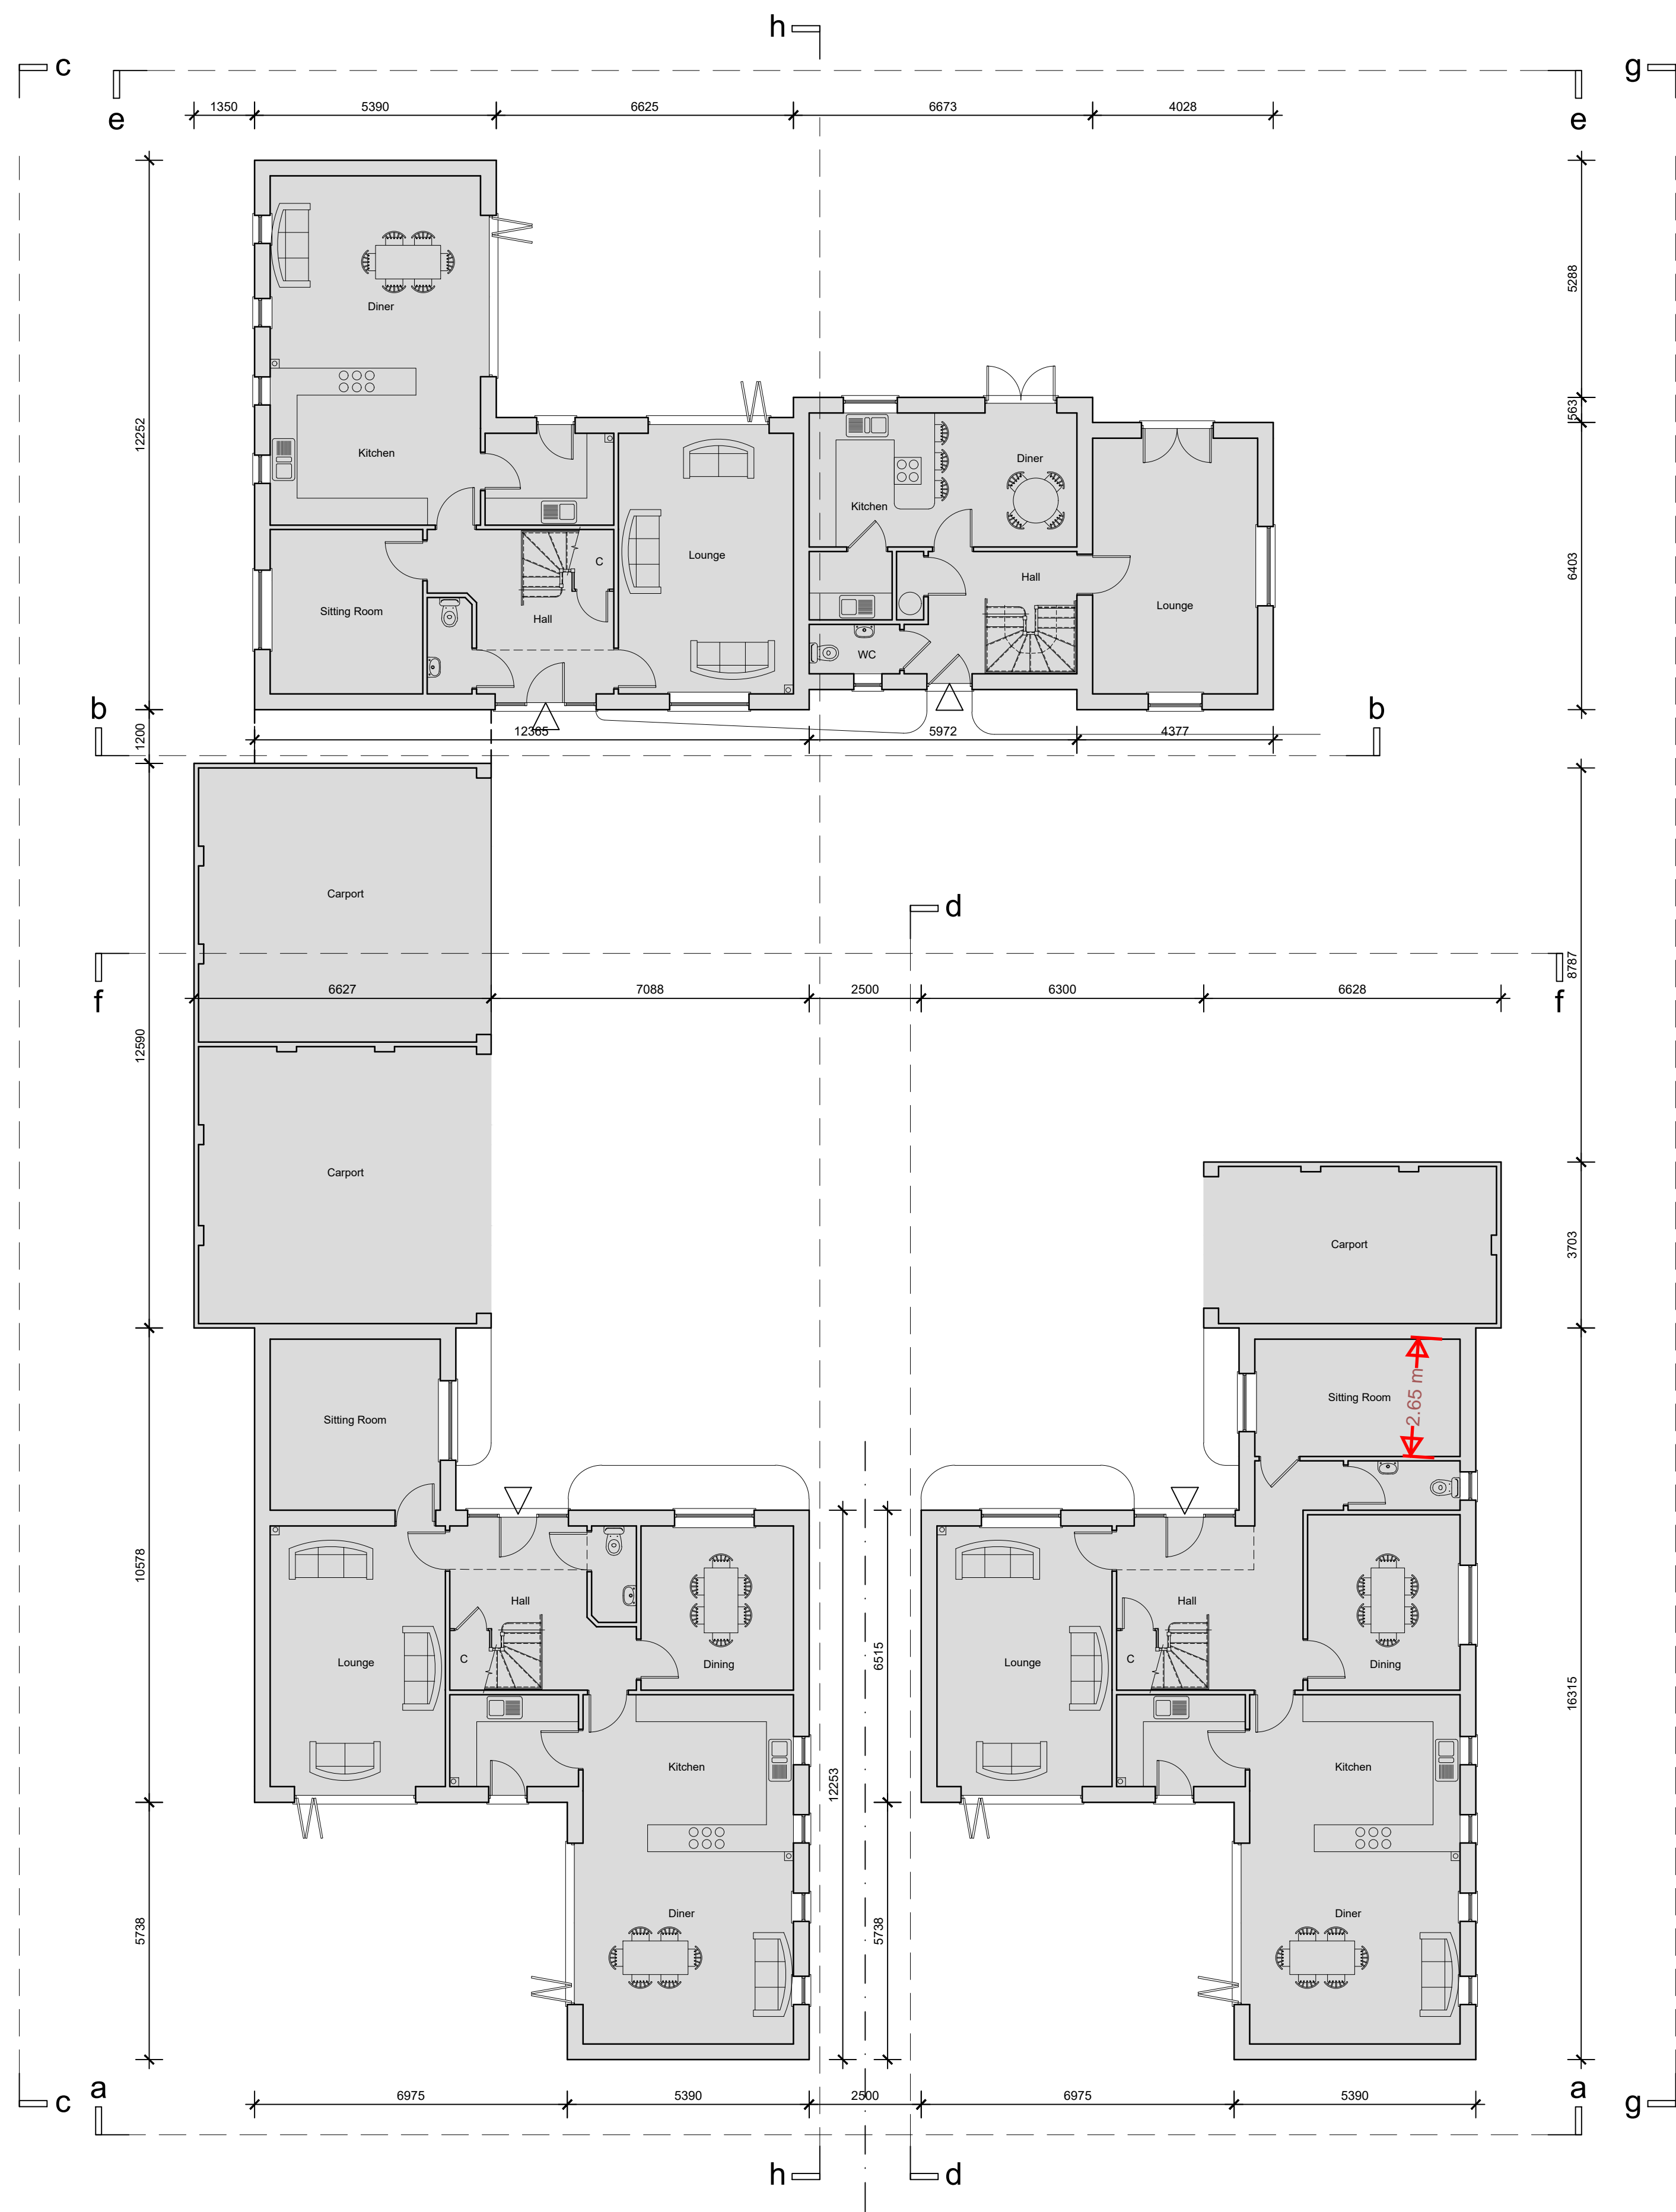 h
c
g
e
e
1350
5390
6625
6673
4028
5288
Diner
563
12252
Kitchen
Diner
Kitchen
C
Lounge
Hall
6403
Sitting Room
Hall
Lounge
WC
b
b
1200
12365
5972
4377
Carport
d
8787
f
f
6627
7088
2500
6300
6628
12590
Carport
Carport
3703
Sitting Room
Sitting Room
2.65 m
10578
Hall
Hall
Lounge
C
Dining
6515
Lounge
C
Dining
16315
Kitchen
12253
Kitchen
Diner
5738
5738
Diner
a
a
c
g
6975
5390
2500
6975
5390
h
d